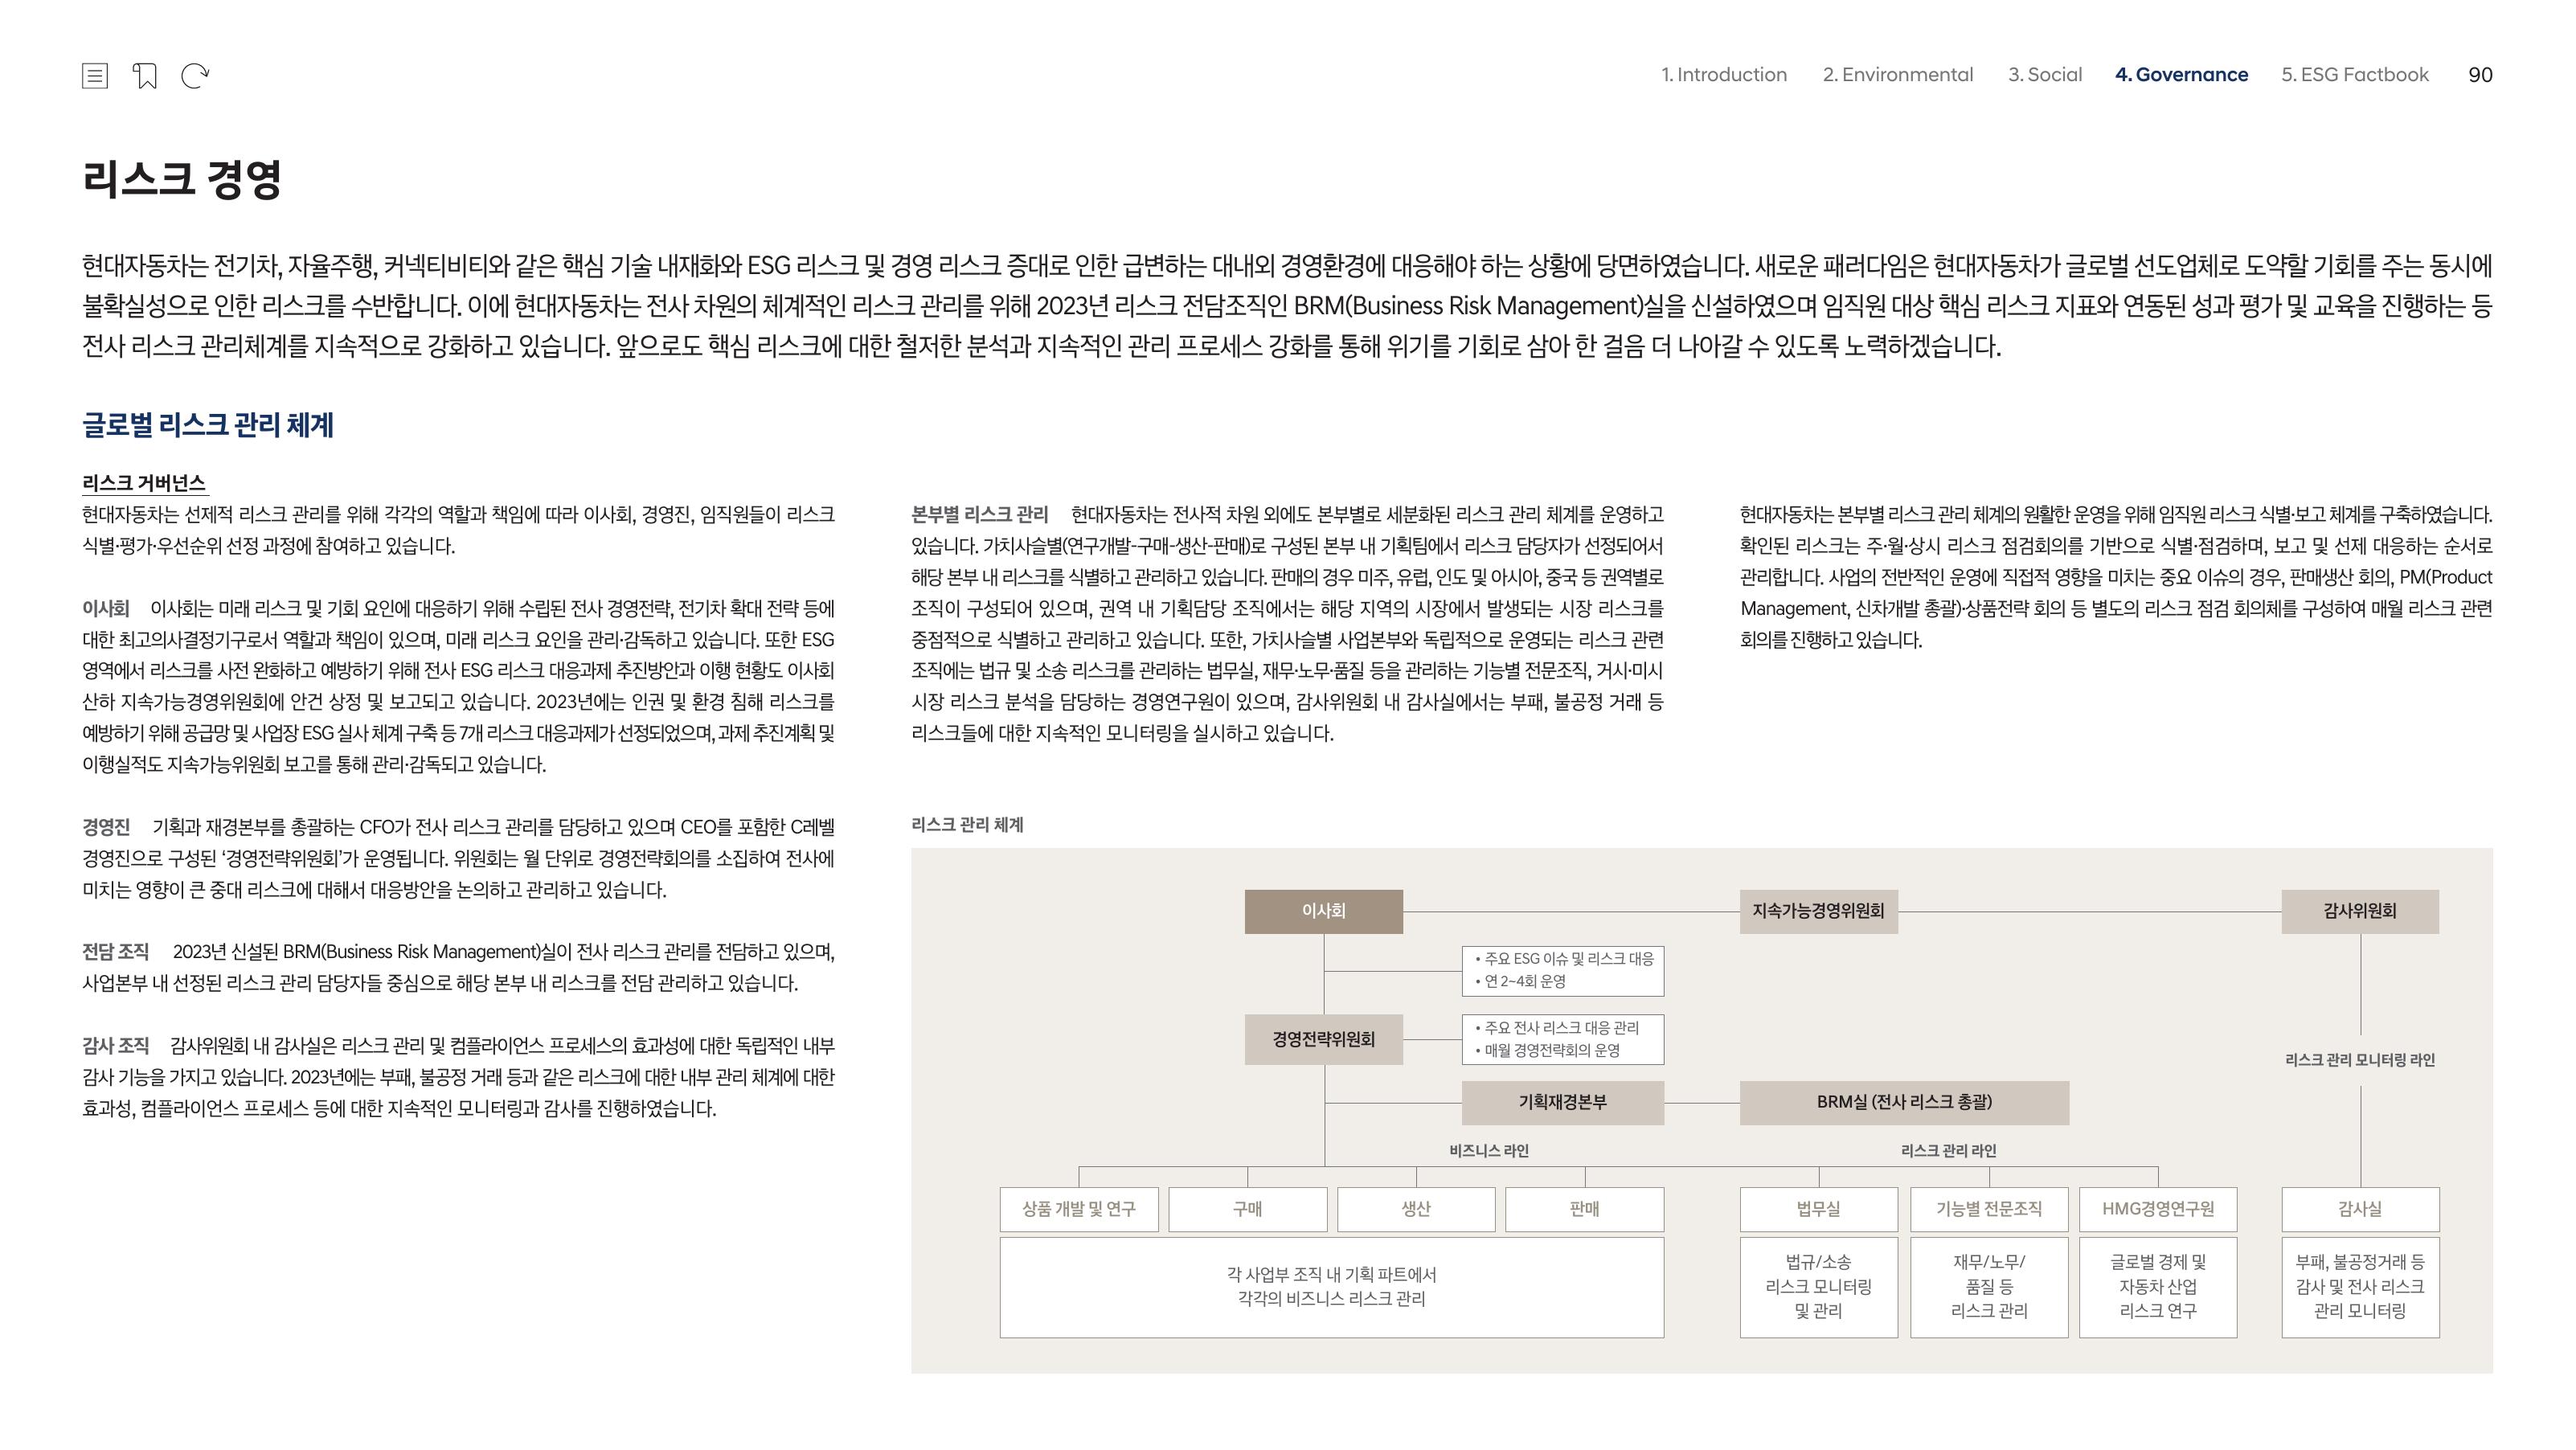 1. Introduction 2. Environmental 3. Social 4. Governance 5. ESG Factbook 90
리스크 경영
현대자동차는 전기차, 자율주행, 커넥티비티와 같은 핵심 기술 내재화와 ESG 리스크 및 경영 리스크 증대로 인한 급변하는 대내외 경영환경에 대응해야 하는 상황에 당면하였습니다. 새로운 패러다임은 현대자동차가 글로벌 선도업체로 도약할 기회를 주는 동시에
불확실성으로 인한 리스크를 수반합니다. 이에 현대자동차는 전사 차원의 체계적인 리스크 관리를 위해 2023년 리스크 전담조직인 BRM(Business Risk Management)실을 신설하였으며 임직원 대상 핵심 리스크 지표와 연동된 성과 평가 및 교육을 진행하는 등
전사 리스크 관리체계를 지속적으로 강화하고 있습니다. 앞으로도 핵심 리스크에 대한 철저한 분석과 지속적인 관리 프로세스 강화를 통해 위기를 기회로 삼아 한 걸음 더 나아갈 수 있도록 노력하겠습니다.
글로벌 리스크 관리 체계
리스크 거버넌스
현대자동차는 선제적 리스크 관리를 위해 각각의 역할과 책임에 따라 이사회, 경영진, 임직원들이 리스크
식별·평가·우선순위 선정 과정에 참여하고 있습니다.
이사회 이사회는 미래 리스크 및 기회 요인에 대응하기 위해 수립된 전사 경영전략, 전기차 확대 전략 등에
대한 최고의사결정기구로서 역할과 책임이 있으며, 미래 리스크 요인을 관리·감독하고 있습니다. 또한 ESG
영역에서 리스크를 사전 완화하고 예방하기 위해 전사 ESG 리스크 대응과제 추진방안과 이행 현황도 이사회
산하 지속가능경영위원회에 안건 상정 및 보고되고 있습니다. 2023년에는 인권 및 환경 침해 리스크를
예방하기 위해 공급망 및 사업장 ESG 실사 체계 구축 등 7개 리스크 대응과제가 선정되었으며, 과제 추진계획 및
이행실적도 지속가능위원회 보고를 통해 관리·감독되고 있습니다.
경영진 기획과 재경본부를 총괄하는 CFO가 전사 리스크 관리를 담당하고 있으며 CEO를 포함한 C레벨
경영진으로 구성된 ‘경영전략위원회’가 운영됩니다. 위원회는 월 단위로 경영전략회의를 소집하여 전사에
미치는 영향이 큰 중대 리스크에 대해서 대응방안을 논의하고 관리하고 있습니다.
전담 조직 2023년 신설된 BRM(Business Risk Management)실이 전사 리스크 관리를 전담하고 있으며,
사업본부 내 선정된 리스크 관리 담당자들 중심으로 해당 본부 내 리스크를 전담 관리하고 있습니다.
감사 조직 감사위원회 내 감사실은 리스크 관리 및 컴플라이언스 프로세스의 효과성에 대한 독립적인 내부
감사 기능을 가지고 있습니다. 2023년에는 부패, 불공정 거래 등과 같은 리스크에 대한 내부 관리 체계에 대한
효과성, 컴플라이언스 프로세스 등에 대한 지속적인 모니터링과 감사를 진행하였습니다.
본부별 리스크 관리 현대자동차는 전사적 차원 외에도 본부별로 세분화된 리스크 관리 체계를 운영하고
있습니다. 가치사슬별(연구개발-구매-생산-판매)로 구성된 본부 내 기획팀에서 리스크 담당자가 선정되어서
해당 본부 내 리스크를 식별하고 관리하고 있습니다. 판매의 경우 미주, 유럽, 인도 및 아시아, 중국 등 권역별로
조직이 구성되어 있으며, 권역 내 기획담당 조직에서는 해당 지역의 시장에서 발생되는 시장 리스크를
중점적으로 식별하고 관리하고 있습니다. 또한, 가치사슬별 사업본부와 독립적으로 운영되는 리스크 관련
조직에는 법규 및 소송 리스크를 관리하는 법무실, 재무·노무·품질 등을 관리하는 기능별 전문조직, 거시·미시
시장 리스크 분석을 담당하는 경영연구원이 있으며, 감사위원회 내 감사실에서는 부패, 불공정 거래 등
리스크들에 대한 지속적인 모니터링을 실시하고 있습니다.
현대자동차는 본부별 리스크 관리 체계의 원활한 운영을 위해 임직원 리스크 식별·보고 체계를 구축하였습니다.
확인된 리스크는 주·월·상시 리스크 점검회의를 기반으로 식별·점검하며, 보고 및 선제 대응하는 순서로
관리합니다. 사업의 전반적인 운영에 직접적 영향을 미치는 중요 이슈의 경우, 판매생산 회의, PM(Product
Management, 신차개발 총괄)·상품전략 회의 등 별도의 리스크 점검 회의체를 구성하여 매월 리스크 관련
회의를 진행하고 있습니다.
리스크 관리 체계
이사회 지속가능경영위원회 감사위원회
• 주요 ESG 이슈 및 리스크 대응
• 연 2~4회 운영
경영전략위원회
• 주요 전사 리스크 대응 관리
• 매월 경영전략회의 운영
리스크 관리 모니터링 라인
기획재경본부 BRM실 (전사 리스크 총괄)
비즈니스 라인 리스크 관리 라인
상품 개발 및 연구 구매 생산 판매 법무실 기능별 전문조직 HMG경영연구원 감사실
각 사업부 조직 내 기획 파트에서
각각의 비즈니스 리스크 관리
법규/소송
리스크 모니터링
및 관리
재무/노무/
품질 등
리스크 관리
글로벌 경제 및
자동차 산업
리스크 연구
부패, 불공정거래 등
감사 및 전사 리스크
관리 모니터링